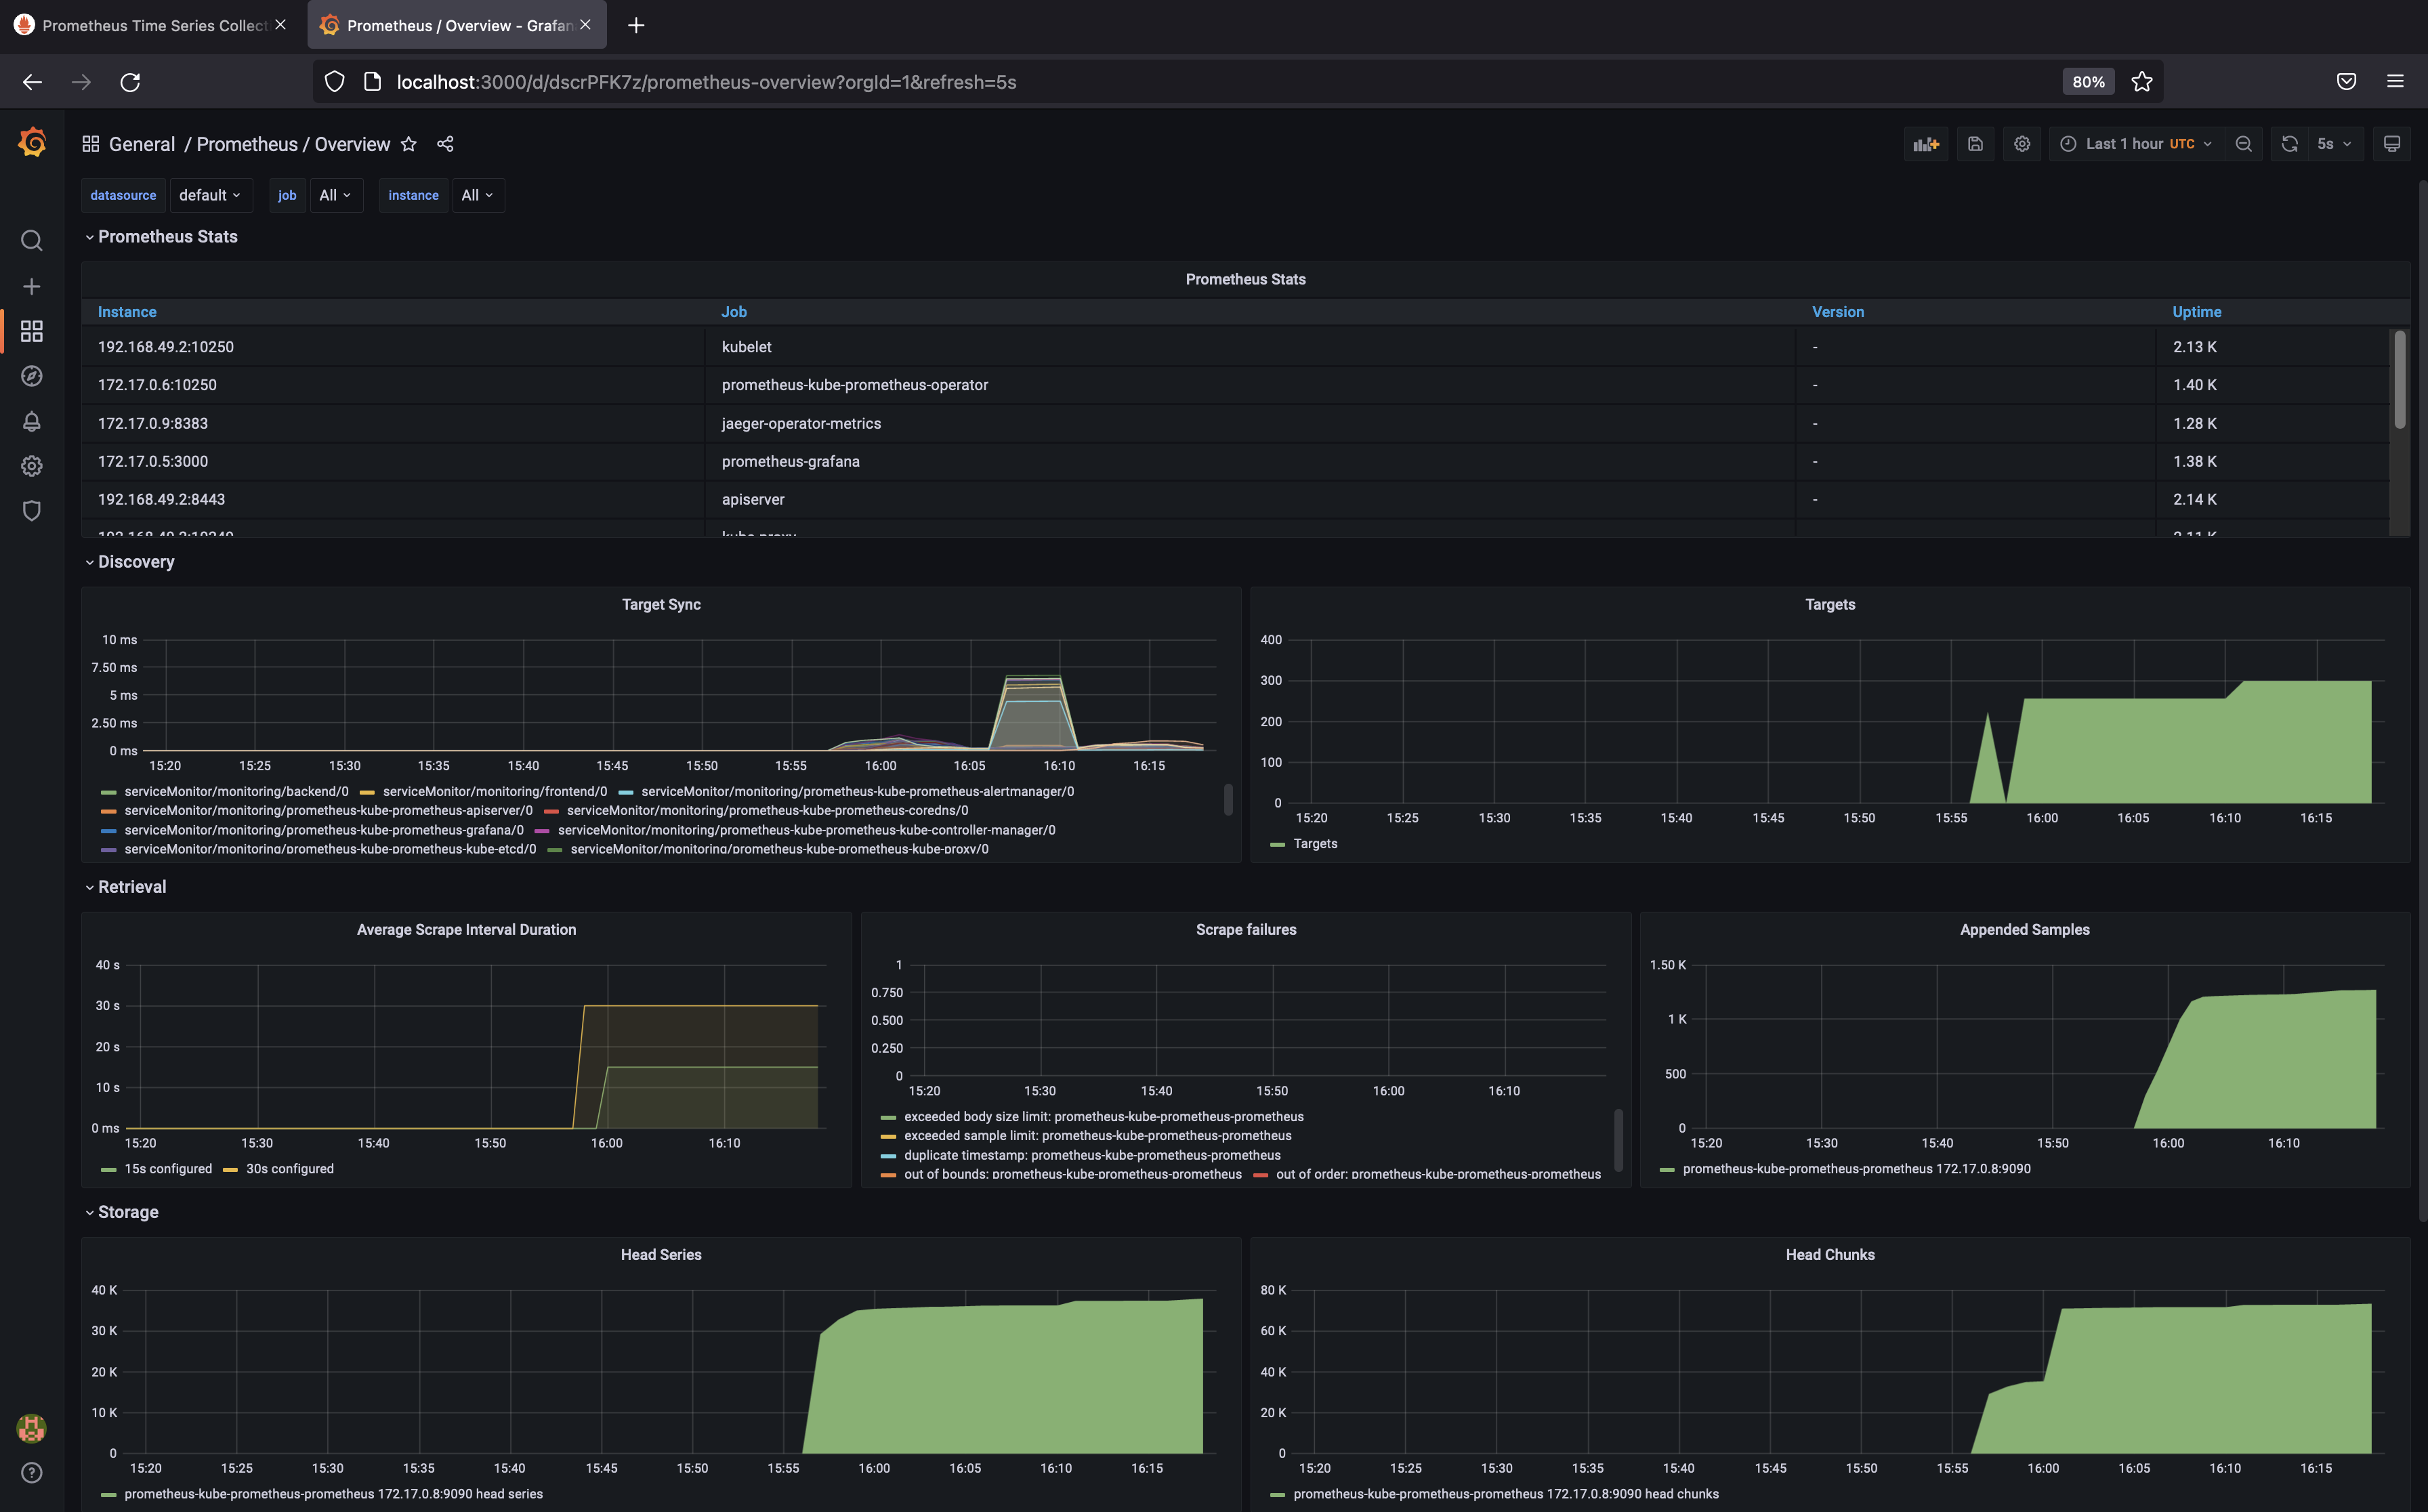 Prometheus Time Series Collect
Prometheus / Overview - Grafan
localhost:3000/d/dscrPFK7z/prometheus-overview?orgId=1&refresh=5s
80%
General / Prometheus / Overview
Last 1 hour UTC
5s
datasource default job All instance All
Prometheus Stats
Prometheus Stats
Instance Job Version Uptime
192.168.49.2:10250 kubelet - 2.13 K
172.17.0.6:10250 prometheus-kube-prometheus-operator - 1.40 K
172.17.0.9:8383 jaeger-operator-metrics - 1.28 K
172.17.0.5:3000 prometheus-grafana - 1.38 K
192.168.49.2:8443 apiserver - 2.14 K
Discovery
Target Sync
10 ms
7.50 ms
5 ms
2.50 ms
0 ms
15:20 15:25 15:30 15:35 15:40 15:45 15:50 15:55 16:00 16:05 16:10 16:15
serviceMonitor/monitoring/backend/0 serviceMonitor/monitoring/frontend/0 serviceMonitor/monitoring/prometheus-kube-prometheus-alertmanager/0
serviceMonitor/monitoring/prometheus-kube-prometheus-apiserver/0 serviceMonitor/monitoring/prometheus-kube-prometheus-coredns/0
serviceMonitor/monitoring/prometheus-kube-prometheus-grafana/0 serviceMonitor/monitoring/prometheus-kube-prometheus-kube-controller-manager/0
serviceMonitor/monitoring/prometheus-kube-prometheus-kube-etcd/0 serviceMonitor/monitoring/prometheus-kube-prometheus-kube-proxy/0
Targets
400
300
200
100
0
15:20 15:25 15:30 15:35 15:40 15:45 15:50 15:55 16:00 16:05 16:10 16:15
Targets
Retrieval
Average Scrape Interval Duration
40 s
30 s
20 s
10 s
0 ms
15:20 15:30 15:40 15:50 16:00 16:10
15s configured 30s configured
Scrape failures
1
0.750
0.500
0.250
0
15:20 15:30 15:40 15:50 16:00 16:10
exceeded body size limit: prometheus-kube-prometheus-prometheus
exceeded sample limit: prometheus-kube-prometheus-prometheus
duplicate timestamp: prometheus-kube-prometheus-prometheus
out of bounds: prometheus-kube-prometheus-prometheus out of order: prometheus-kube-prometheus-prometheus
Appended Samples
1.50 K
1 K
500
0
15:20 15:30 15:40 15:50 16:00 16:10
prometheus-kube-prometheus-prometheus 172.17.0.8:9090
Storage
Head Series
40 K
30 K
20 K
10 K
0
15:20 15:25 15:30 15:35 15:40 15:45 15:50 15:55 16:00 16:05 16:10 16:15
prometheus-kube-prometheus-prometheus 172.17.0.8:9090 head series
Head Chunks
80 K
60 K
40 K
20 K
0
15:20 15:25 15:30 15:35 15:40 15:45 15:50 15:55 16:00 16:05 16:10 16:15
prometheus-kube-prometheus-prometheus 172.17.0.8:9090 head chunks